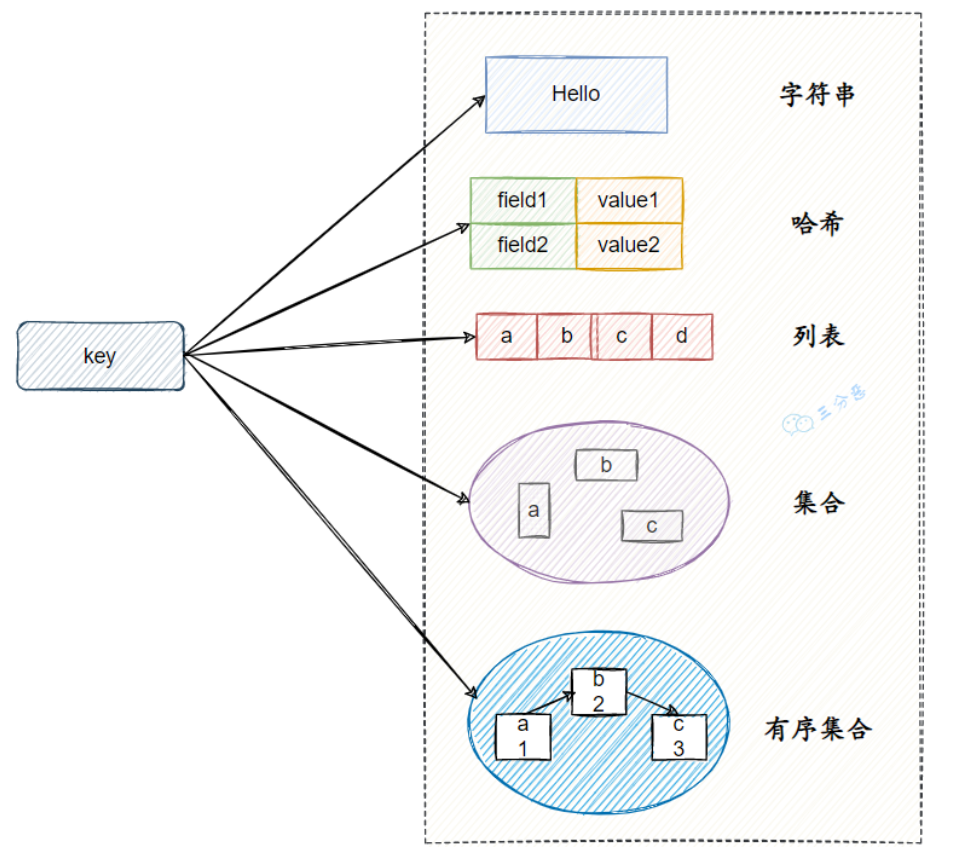 Hello
字符串
field1 value1
field2 value2
哈希
key
a b c d
列表
三分恶
b
a
c
集合
b
2
a
1
c
3
有序集合